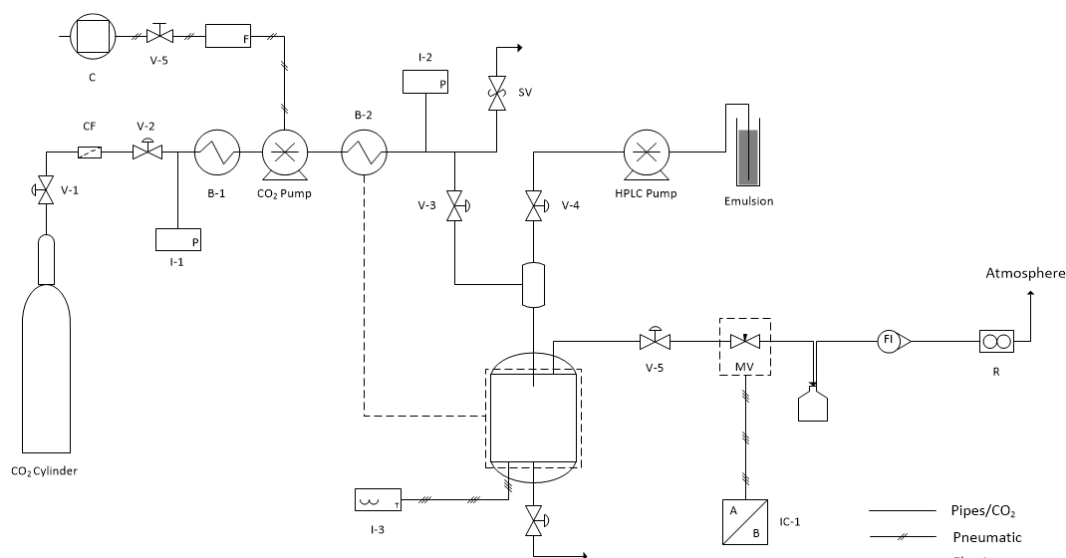 I-2
P
F
V-5
C
SV
B-2
CF
V-2
V-1
B-1
CO₂ Pump
V-3
V-4
HPLC Pump
Emulsion
P
I-1
Atmosphere
FI
V-5
MV
R
CO₂ Cylinder
T
I-3
A
B
IC-1
Pipes/CO₂
Pneumatic